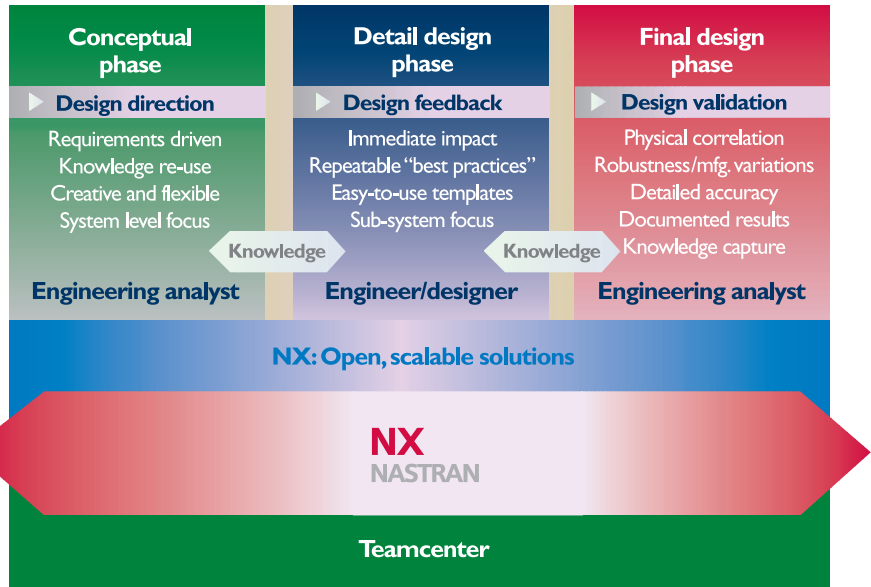 Conceptual
phase
Design direction
Requirements driven
Knowledge re-use
Creative and flexible
System level focus
Engineering analyst
Knowledge
Detail design
phase
Design feedback
Immediate impact
Repeatable “best practices”
Easy-to-use templates
Sub-system focus
Engineer/designer
Knowledge
Final design
phase
Design validation
Physical correlation
Robustness/mfg. variations
Detailed accuracy
Documented results
Knowledge capture
Engineering analyst
NX: Open, scalable solutions
NX
NASTRAN
Teamcenter